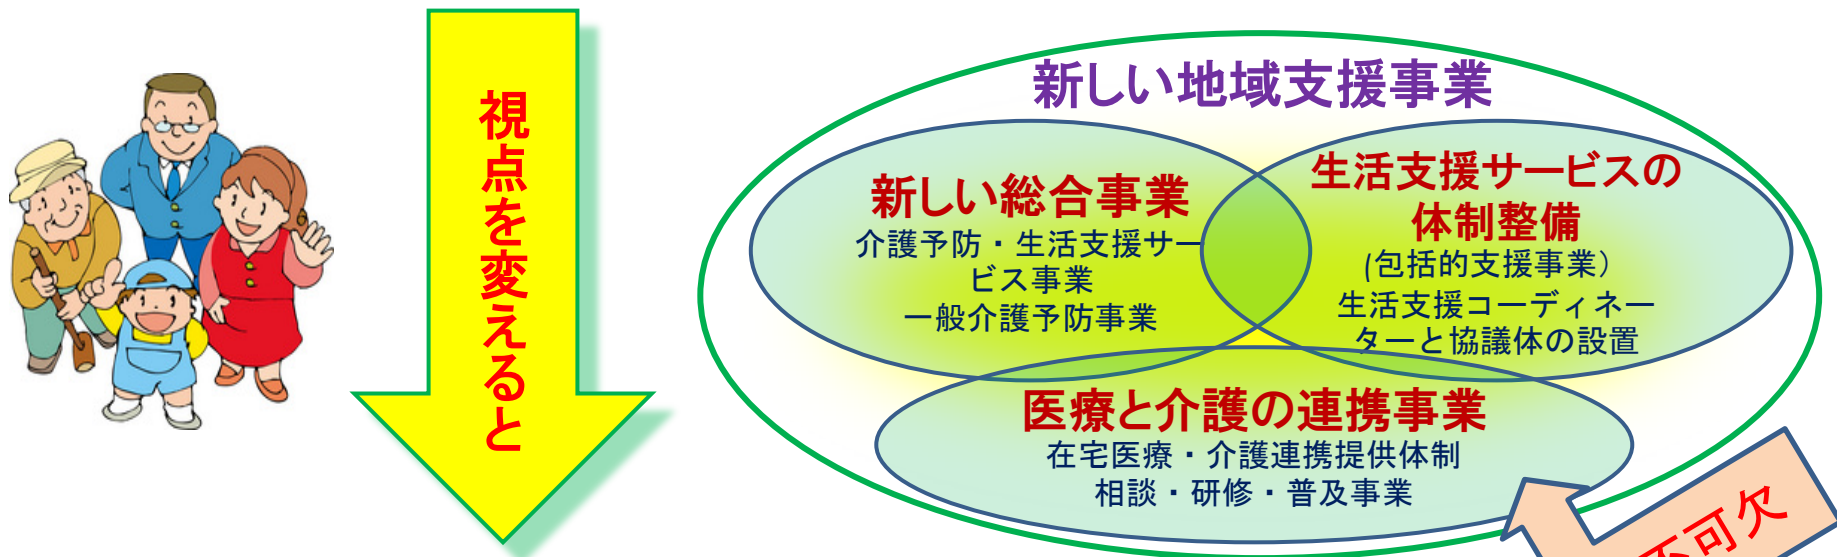 視点を変えると
新しい地域支援事業
新しい総合事業
介護予防・生活支援サー
ビス事業
一般介護予防事業
生活支援サービスの
体制整備
(包括的支援事業）
生活支援コーディネー
ターと協議体の設置
医療と介護の連携事業
在宅医療・介護連携提供体制
相談・研修・普及事業
不可欠